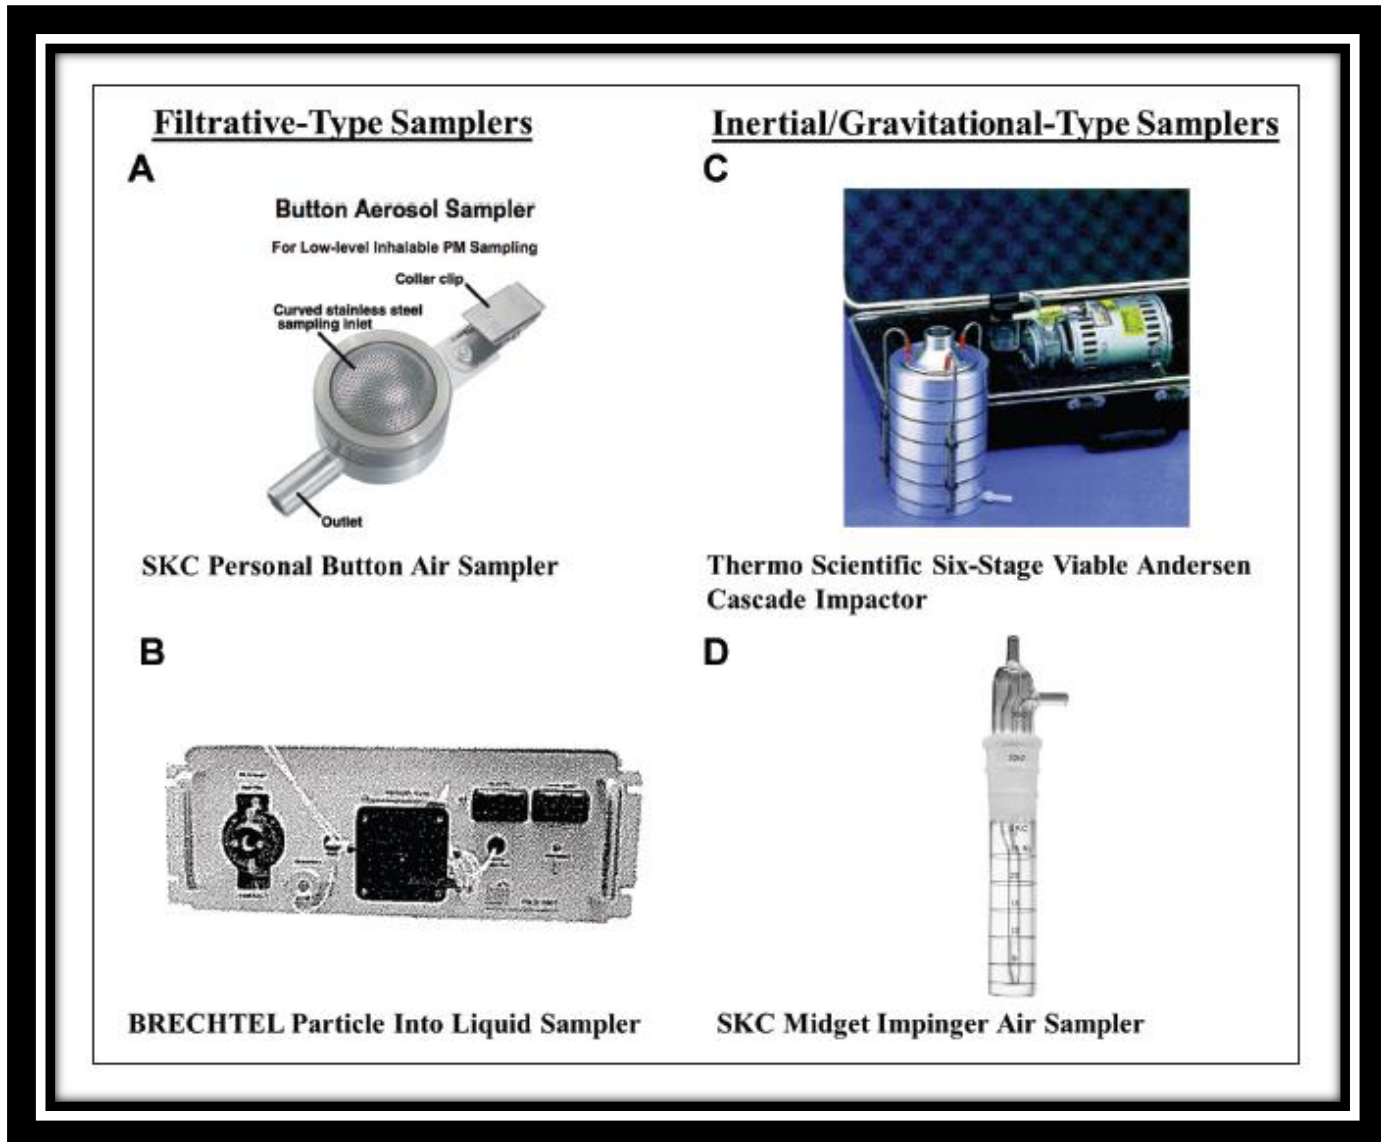 Filtrative-Type Samplers
A
Button Aerosol Sampler
For Low-level Inhalable PM Sampling
Collar clip
Curved stainless steel
sampling inlet
Outlet
SKC Personal Button Air Sampler
B
BRECHTEL Particle Into Liquid Sampler
Inertial/Gravitational-Type Samplers
C
Thermo Scientific Six-Stage Viable Andersen
Cascade Impactor
D
SKC
SKC Midget Impinger Air Sampler